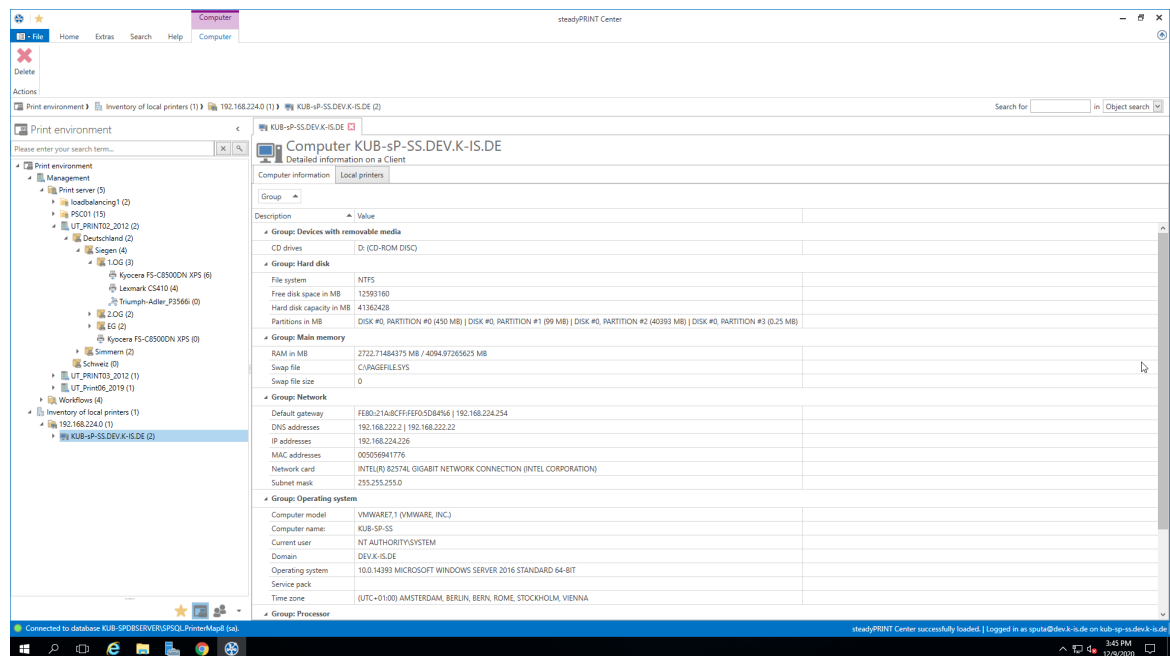 Computer
steadyPRINT Center
File Home Extras Search Help Computer
Delete
Actions
Print environment Inventory of local printers (1) 192.168.224.0 (1) KUB-sP-SS.DEV.K-IS.DE (2)
Search for in Object search
Print environment
Please enter your search term...
Print environment
Management
Print server (5)
loadbalancing1 (2)
PSC01 (15)
UT_PRINT02_2012 (2)
Deutschland (2)
Siegen (4)
1.OG (3)
Kyocera FS-C8500DN XPS (6)
Lexmark CS410 (4)
Triumph-Adler_P3566i (0)
2.OG (2)
EG (2)
Kyocera FS-C8500DN XPS (0)
Simmern (2)
Schweiz (0)
UT_PRINT03_2012 (1)
UT_Print06_2019 (1)
Workflows (4)
Inventory of local printers (1)
192.168.224.0 (1)
KUB-sP-SS.DEV.K-IS.DE (2)
KUB-sP-SS.DEV.K-IS.DE
Computer KUB-sP-SS.DEV.K-IS.DE
Detailed information on a Client
Computer information Local printers
Group
Description Value
Group: Devices with removable media
CD drives D: (CD-ROM DISC)
Group: Hard disk
File system NTFS
Free disk space in MB 12593160
Hard disk capacity in MB 41362428
Partitions in MB DISK #0, PARTITION #0 (450 MB) | DISK #0, PARTITION #1 (99 MB) | DISK #0, PARTITION #2 (40393 MB) | DISK #0, PARTITION #3 (0.25 MB)
Group: Main memory
RAM in MB 2722.71484375 MB / 4094.97265625 MB
Swap file C:\PAGEFILE.SYS
Swap file size 0
Group: Network
Default gateway FE80::21A:8CFF:FEF0:5D84%6 | 192.168.224.254
DNS addresses 192.168.222.2 | 192.168.222.22
IP addresses 192.168.224.226
MAC addresses 005056941776
Network card INTEL(R) 82574L GIGABIT NETWORK CONNECTION (INTEL CORPORATION)
Subnet mask 255.255.255.0
Group: Operating system
Computer model VMWARE7,1 (VMWARE, INC.)
Computer name: KUB-SP-SS
Current user NT AUTHORITY\SYSTEM
Domain DEV.K-IS.DE
Operating system 10.0.14393 MICROSOFT WINDOWS SERVER 2016 STANDARD 64-BIT
Service pack
Time zone (UTC+01:00) AMSTERDAM, BERLIN, BERN, ROME, STOCKHOLM, VIENNA
Group: Processor
Connected to database KUB-SPDBSERVER\SPSQL.PrinterMap8 (sa).
steadyPRINT Center successfully loaded. | Logged in as sputa@dev.k-is.de on kub-sp-ss.dev.k-is.de
3:45 PM
12/9/2020